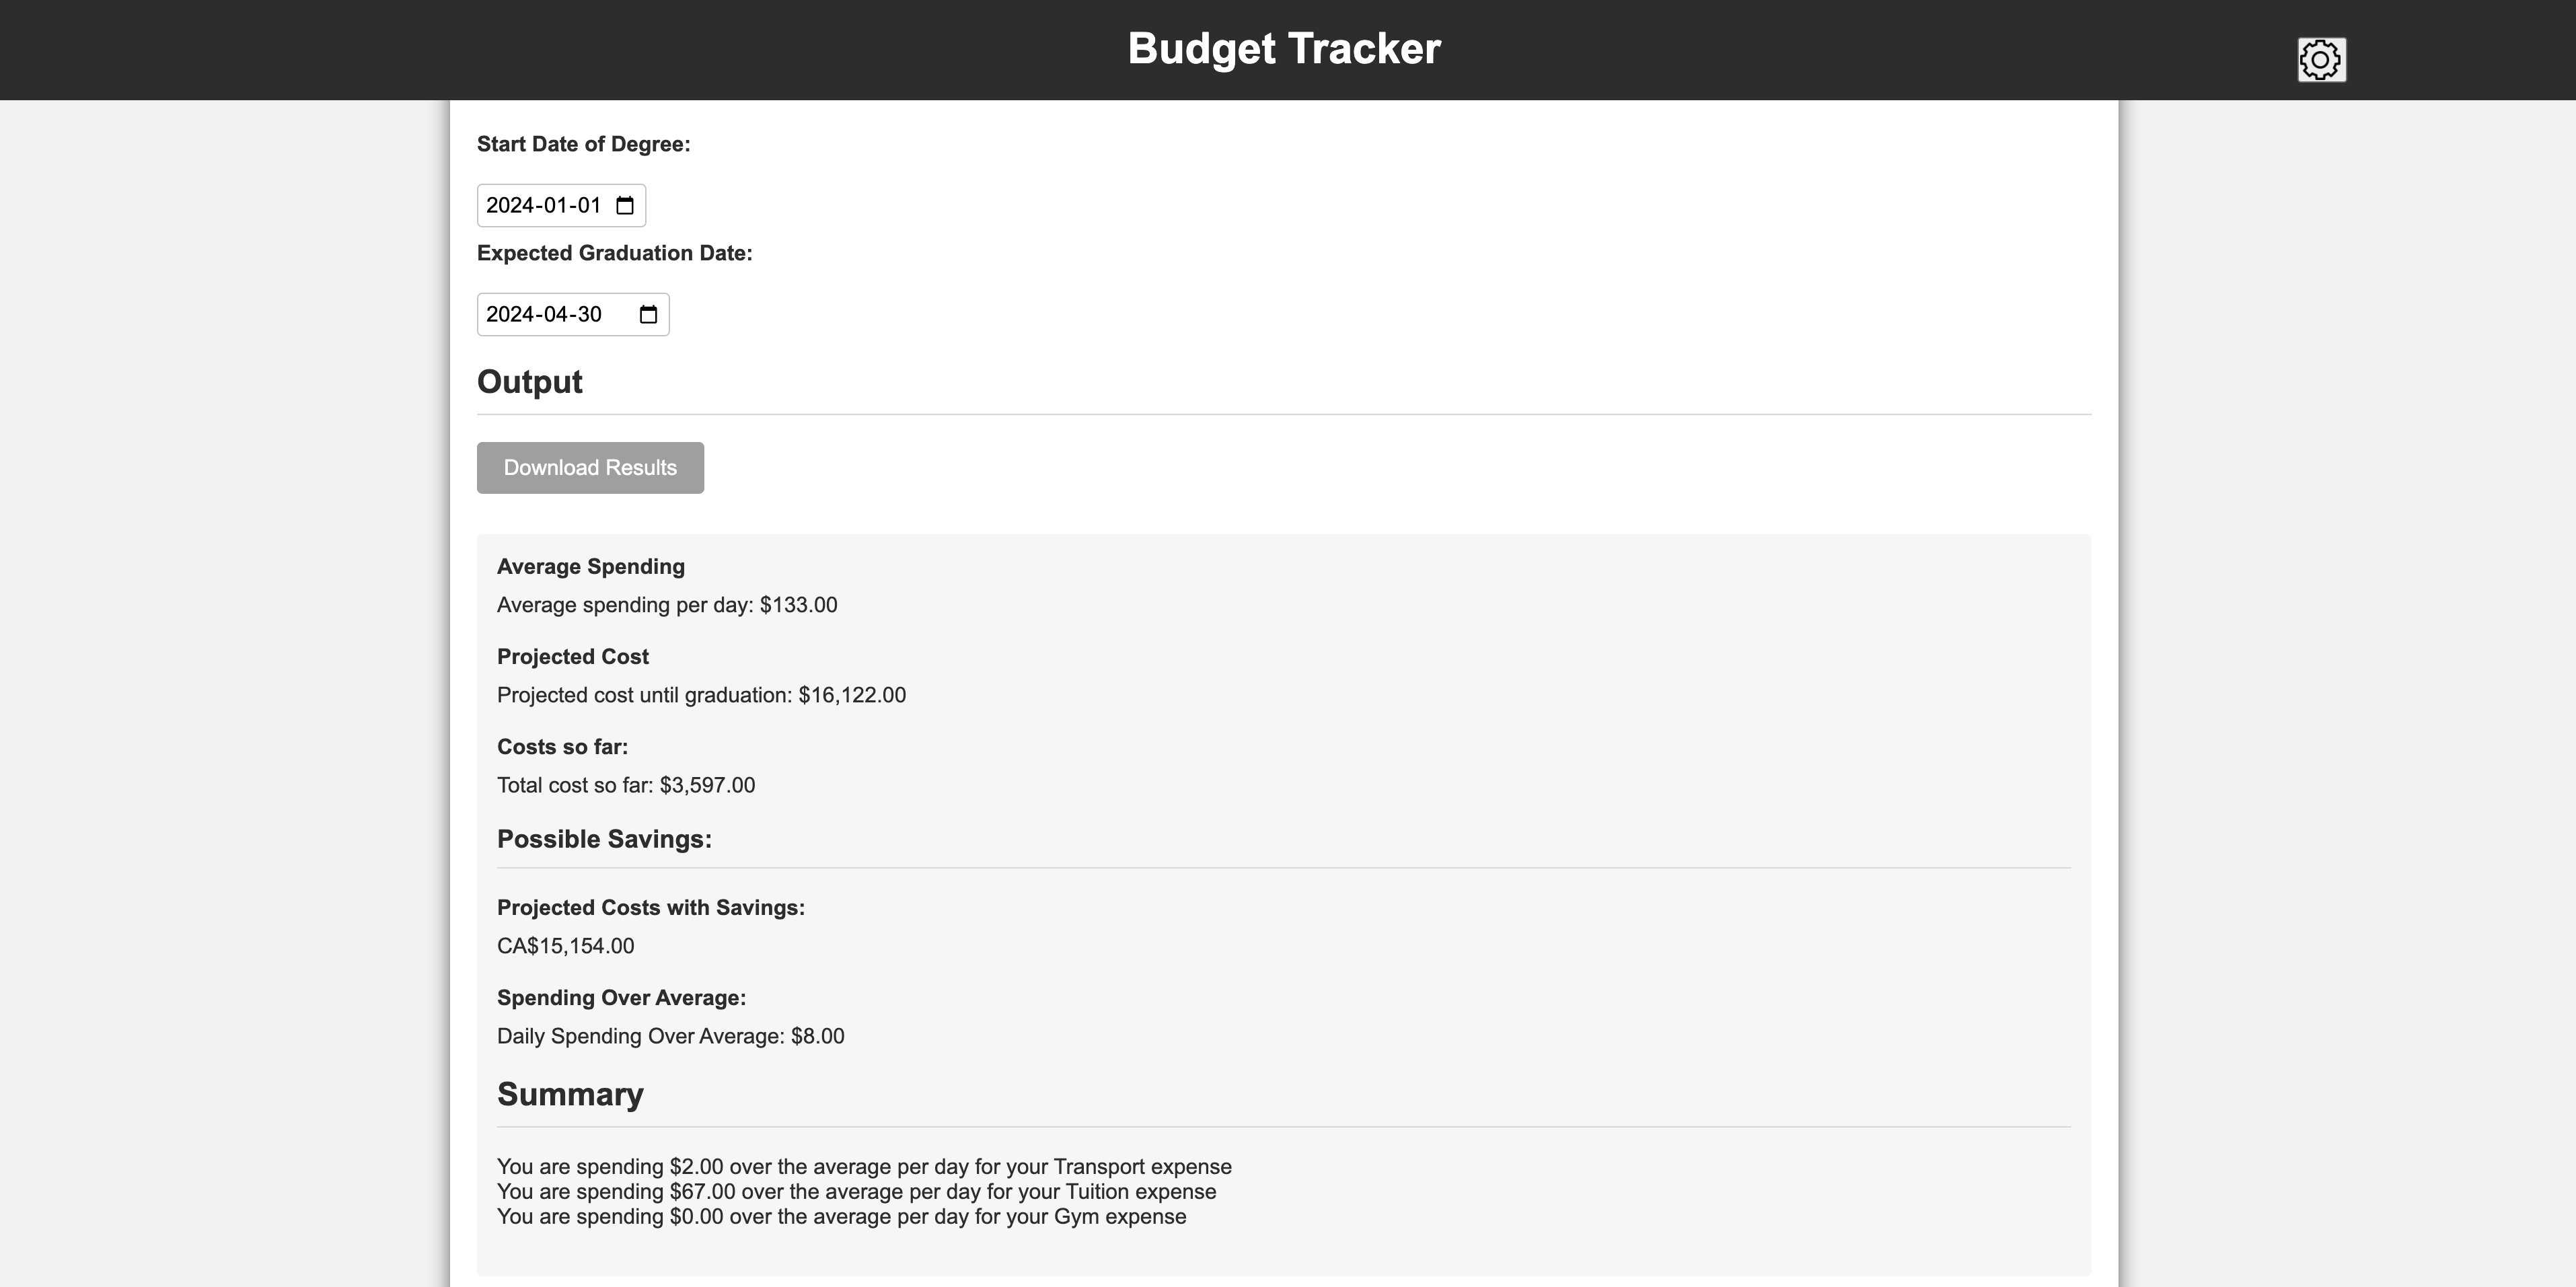 Budget Tracker
Start Date of Degree:
2024-01-01
Expected Graduation Date:
2024-04-30
Output
Download Results
Average Spending
Average spending per day: $133.00
Projected Cost
Projected cost until graduation: $16,122.00
Costs so far:
Total cost so far: $3,597.00
Possible Savings:
Projected Costs with Savings:
CA$15,154.00
Spending Over Average:
Daily Spending Over Average: $8.00
Summary
You are spending $2.00 over the average per day for your Transport expense
You are spending $67.00 over the average per day for your Tuition expense
You are spending $0.00 over the average per day for your Gym expense